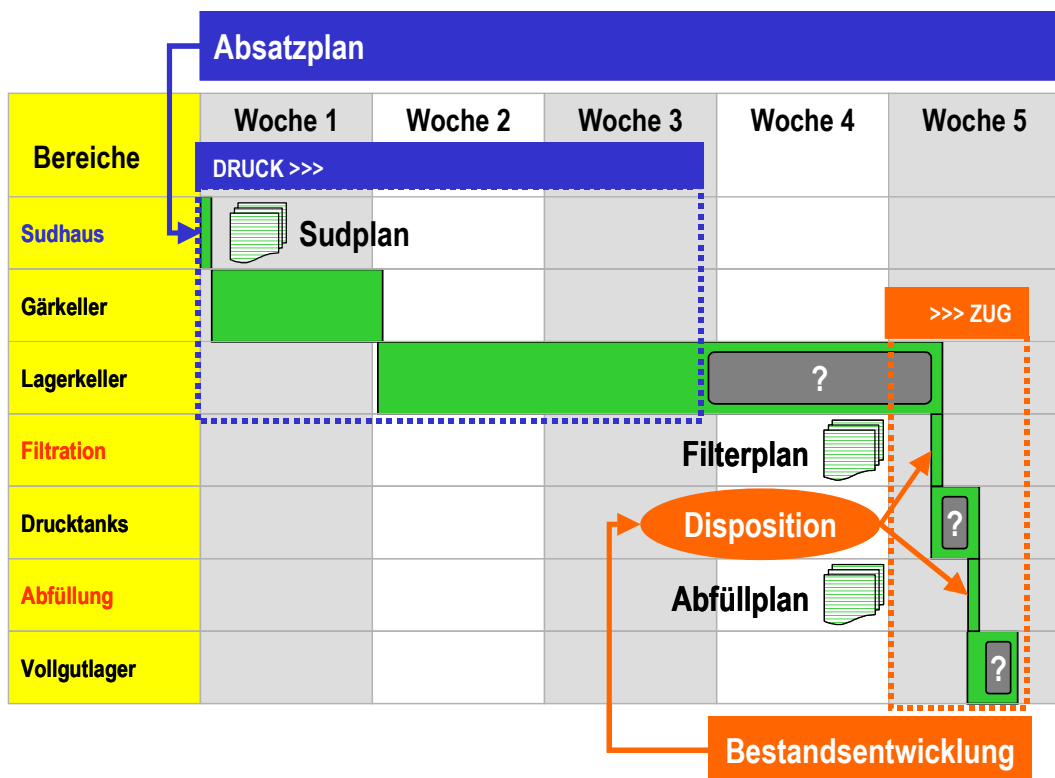 Absatzplan
Woche 1 Woche 2 Woche 3 Woche 4 Woche 5
Bereiche
DRUCK >>>
Sudhaus
Sudplan
Gärkeller
>>> ZUG
Lagerkeller
?
Filtration
Filterplan
Drucktanks
Disposition
?
Abfüllung
Abfüllplan
Vollgutlager
?
Bestandsentwicklung